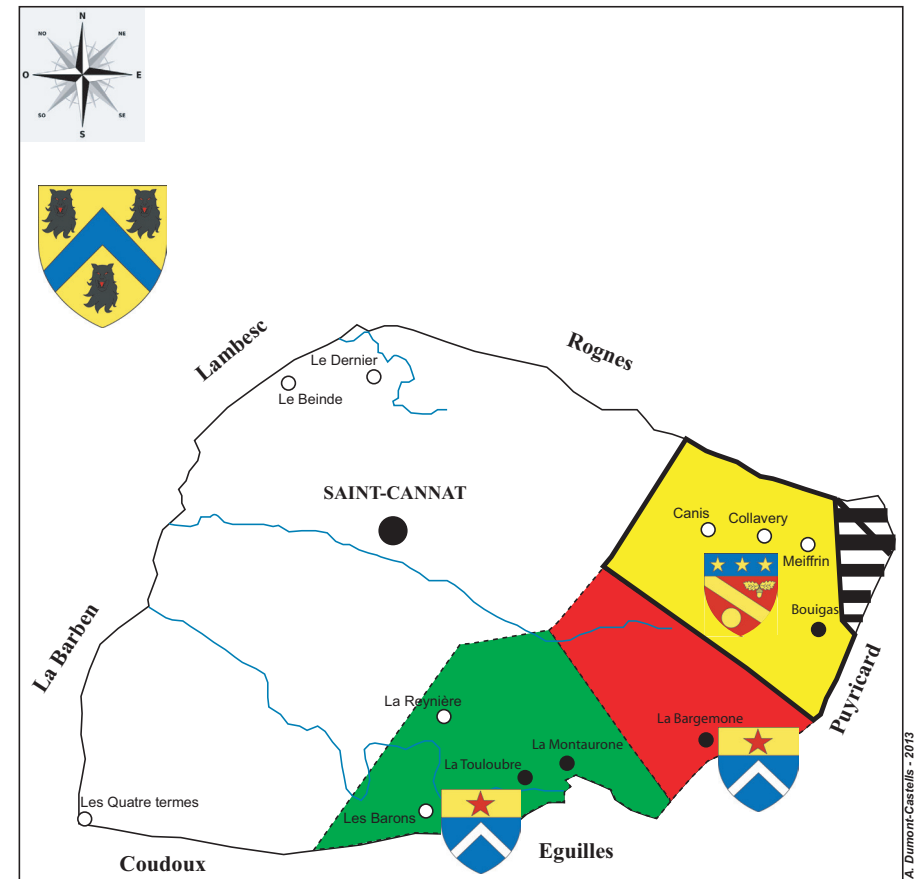 N
NO
NE
O
E
SO
SE
S
Lambesc
Rognes
Le Dernier
Le Beinde
SAINT-CANNAT
Canis
Collavery
Meiffrin
Bouigas
La Barben
Puyricard
La Reynière
La Bargemone
La Montaurone
La Touloubre
Les Quatre termes
Les Barons
Coudoux
Eguilles
A. Dumont-Castells - 2013